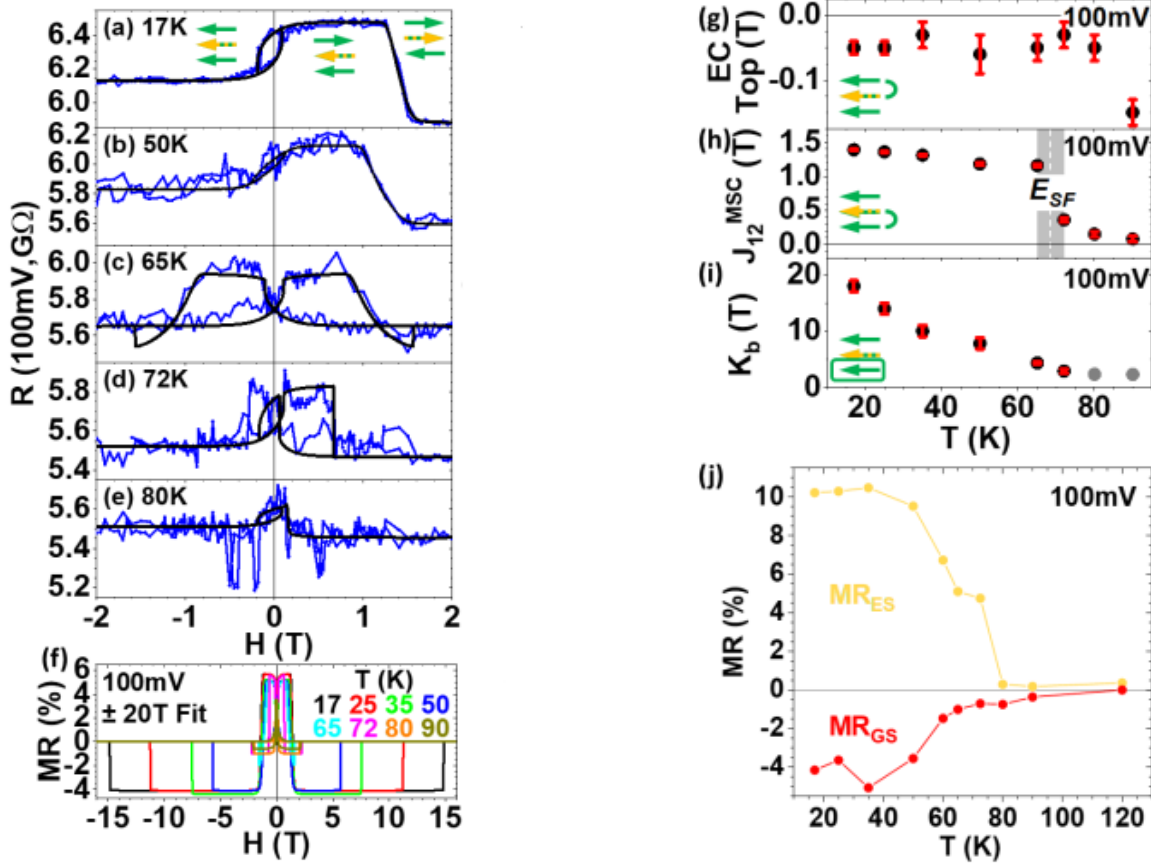 (a) 17K
6.4
6.2
6.0
(b) 50K
6.2
6.0
5.8
5.6
(c) 65K
6.0
5.8
5.6
(d) 72K
5.8
5.6
5.4
(e) 80K
5.6
5.4
5.2
R (100mV,GΩ)
-2 -1 0 1 2
H (T)
(f)
100mV
± 20T Fit
T (K)
17 25 35 50
65 72 80 90
6
4
2
0
-2
-4
MR (%)
-15 -10 -5 0 5 10 15
H (T)
(g)
100mV
0.0
-0.1
EC
Top (T)
(h)
100mV
1.5
1.0
0.5
0.0
J12^MSC (T)
ESF
(i)
100mV
20
10
0
Kb (T)
20 40 60 80
T (K)
(j)
100mV
10
8
6
4
2
0
-2
-4
MR (%)
MRES
MRGS
20 40 60 80 100 120
T (K)